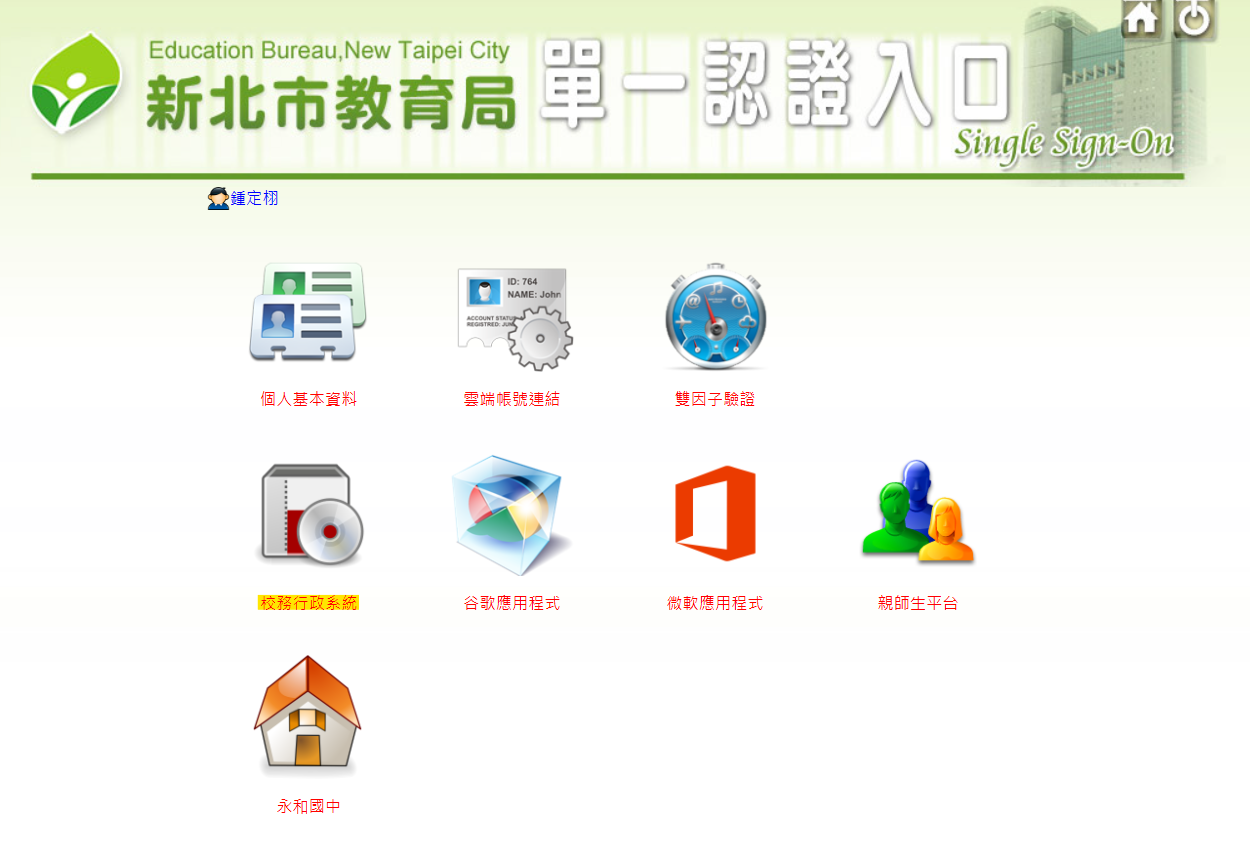 Education Bureau,New Taipei City
新北市教育局 單一認證入口
Single Sign-On
鍾定栩
ID: 764
NAME: John
ACCOUNT STATUS
REGISTERED: JUN
個人基本資料
雲端帳號連結
雙因子驗證
校務行政系統
谷歌應用程式
微軟應用程式
親師生平台
永和國中